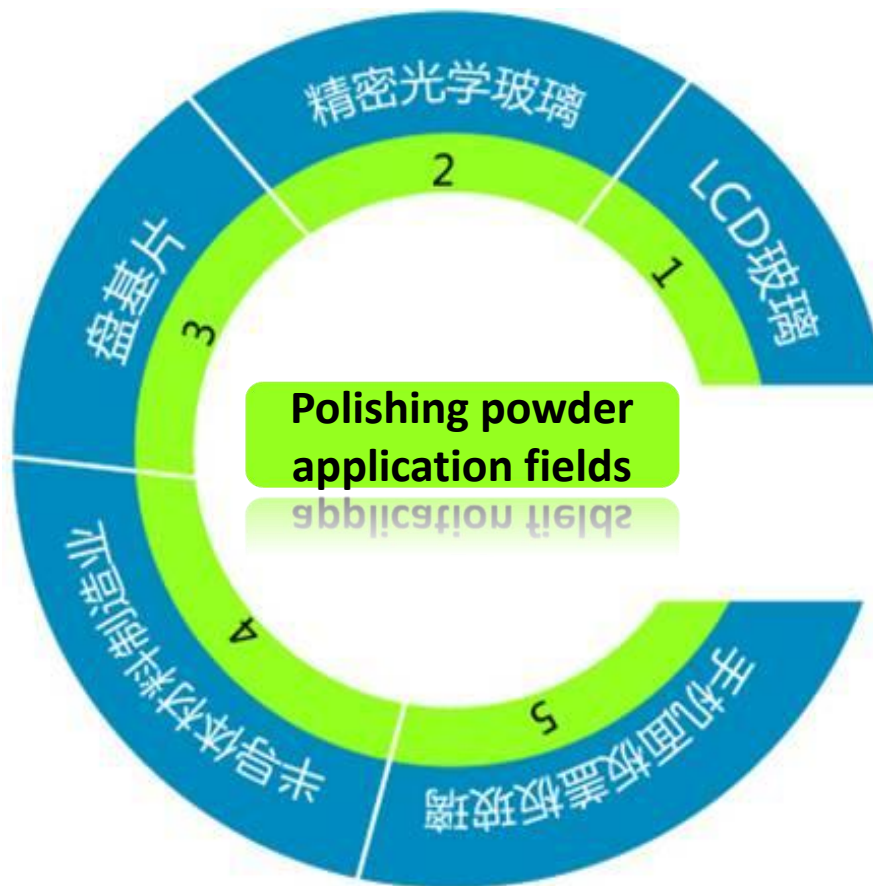 Polishing powder
application fields
1
LCD玻璃
2
精密光学玻璃
3
盘基片
4
半导体材料制造业
5
手机面板盖板玻璃